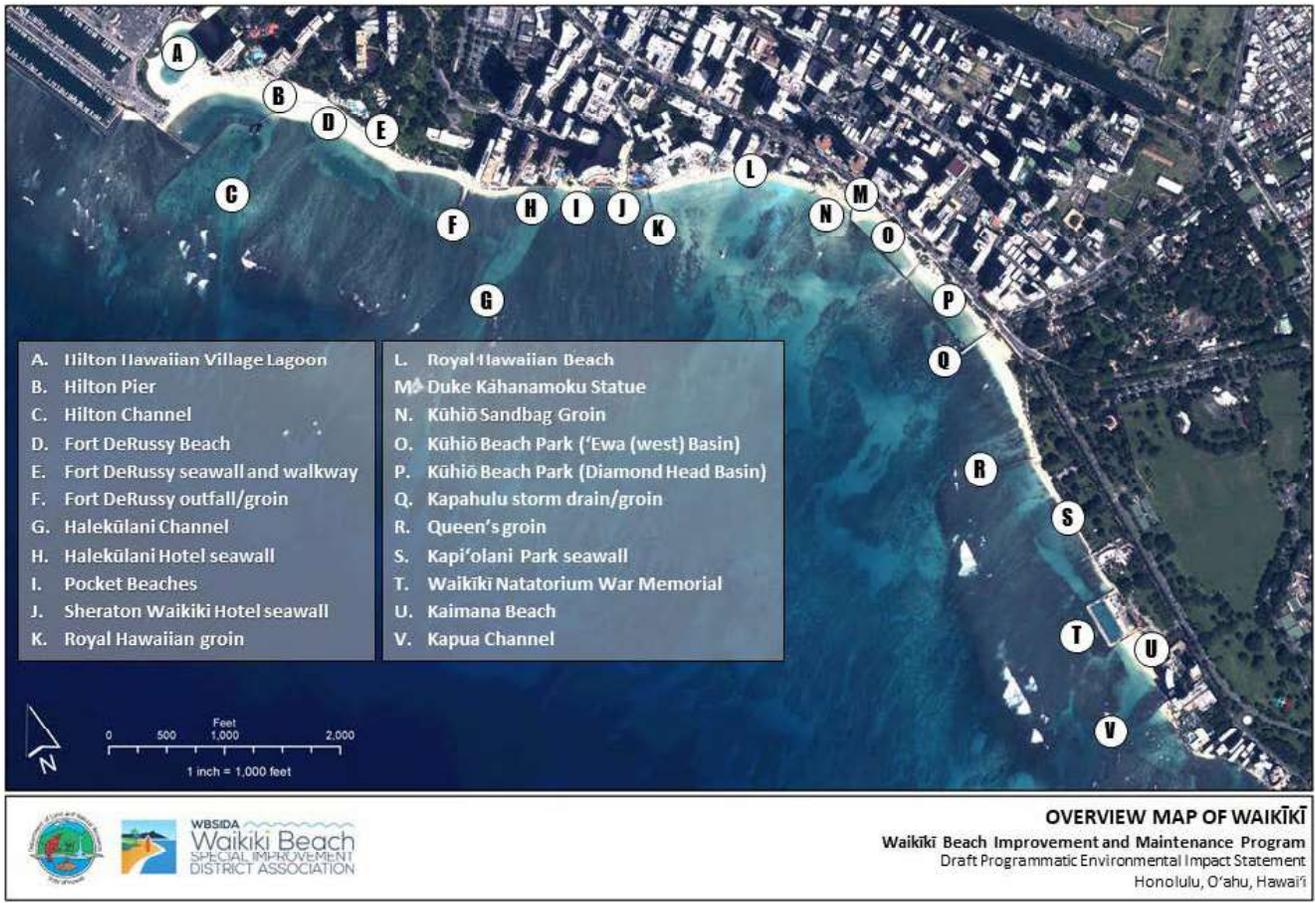 A
B
D
E
C
F
H
I
J
K
L
M
N
O
G
P
Q
R
S
T
U
V
A. Hilton Hawaiian Village Lagoon
B. Hilton Pier
C. Hilton Channel
D. Fort DeRussy Beach
E. Fort DeRussy seawall and walkway
F. Fort DeRussy outfall/groin
G. Halekūlani Channel
H. Halekūlani Hotel seawall
I. Pocket Beaches
J. Sheraton Waikiki Hotel seawall
K. Royal Hawaiian groin
L. Royal Hawaiian Beach
M. Duke Kahanamoku Statue
N. Kūhiō Sandbag Groin
O. Kūhiō Beach Park (ʻEwa (west) Basin)
P. Kūhiō Beach Park (Diamond Head Basin)
Q. Kapahulu storm drain/groin
R. Queen's groin
S. Kapiʻolani Park seawall
T. Waikīkī Natatorium War Memorial
U. Kaimana Beach
V. Kapua Channel
N
Feet
0 500 1,000 2,000
1 inch = 1,000 feet
WBSIDA
Waikiki Beach
SPECIAL IMPROVEMENT
DISTRICT ASSOCIATION
OVERVIEW MAP OF WAIKĪKĪ
Waikīkī Beach Improvement and Maintenance Program
Draft Programmatic Environmental Impact Statement
Honolulu, Oʻahu, Hawaiʻi